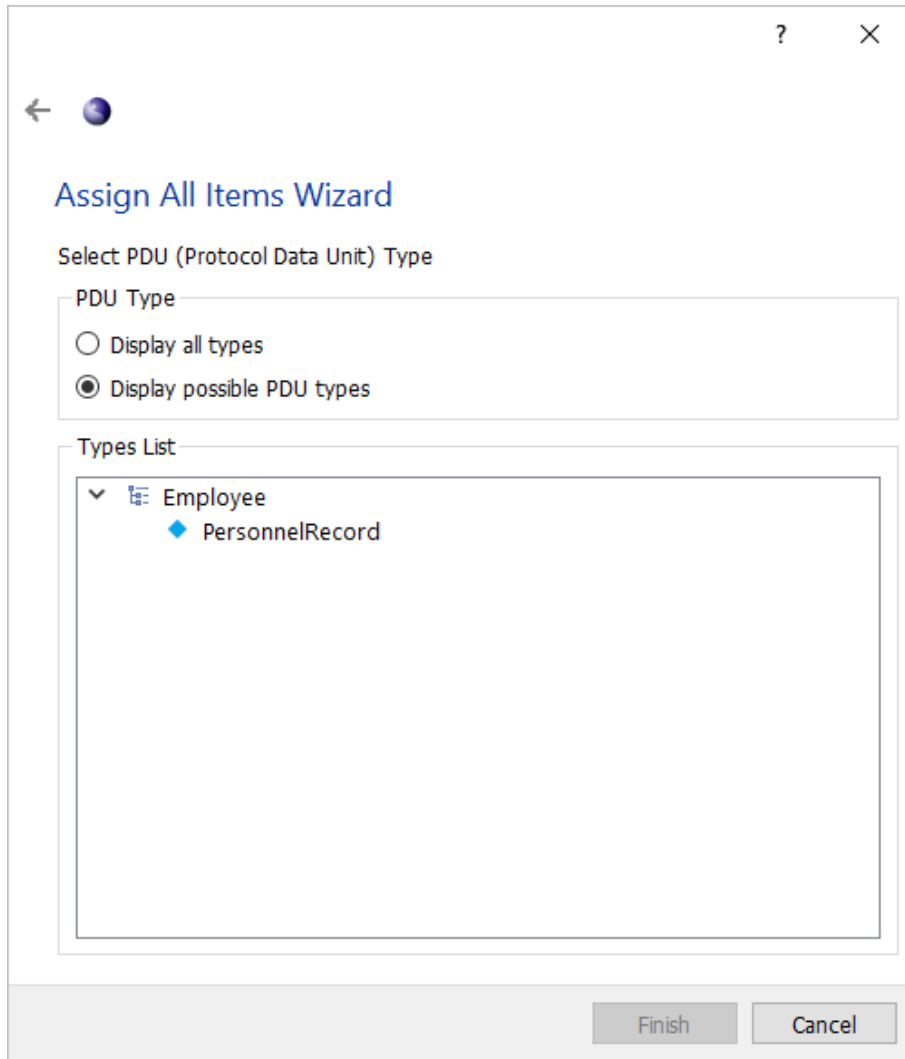 ?
Assign All Items Wizard
Select PDU (Protocol Data Unit) Type
PDU Type
Display all types
Display possible PDU types
Types List
Employee
PersonnelRecord
Finish Cancel